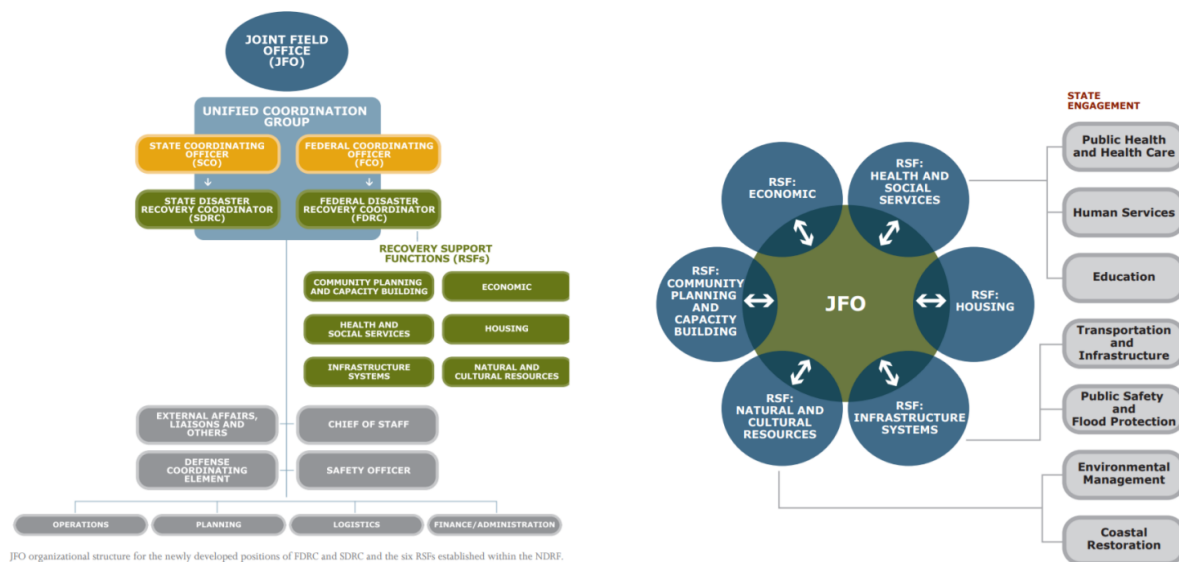 JOINT FIELD
OFFICE
(JFO)
UNIFIED COORDINATION
GROUP
STATE COORDINATING
OFFICER
(SCO)
FEDERAL COORDINATING
OFFICER
(FCO)
STATE DISASTER
RECOVERY COORDINATOR
(SDRC)
FEDERAL DISASTER
RECOVERY COORDINATOR
(FDRC)
RECOVERY SUPPORT
FUNCTIONS (RSFs)
COMMUNITY PLANNING
AND CAPACITY BUILDING
ECONOMIC
HEALTH AND
SOCIAL SERVICES
HOUSING
INFRASTRUCTURE
SYSTEMS
NATURAL AND
CULTURAL RESOURCES
EXTERNAL AFFAIRS,
LIAISONS AND
OTHERS
CHIEF OF STAFF
DEFENSE
COORDINATING
ELEMENT
SAFETY OFFICER
OPERATIONS
PLANNING
LOGISTICS
FINANCE/ADMINISTRATION
JFO organizational structure for the newly developed positions of FDRC and SDRC and the six RSFs established within the NDRF.
RSF:
ECONOMIC
RSF:
HEALTH AND
SOCIAL
SERVICES
RSF:
COMMUNITY
PLANNING
AND
CAPACITY
BUILDING
JFO
RSF:
HOUSING
RSF:
NATURAL AND
CULTURAL
RESOURCES
RSF:
INFRASTRUCTURE
SYSTEMS
STATE
ENGAGEMENT
Public Health
and Health Care
Human Services
Education
Transportation
and
Infrastructure
Public Safety
and
Flood Protection
Environmental
Management
Coastal
Restoration